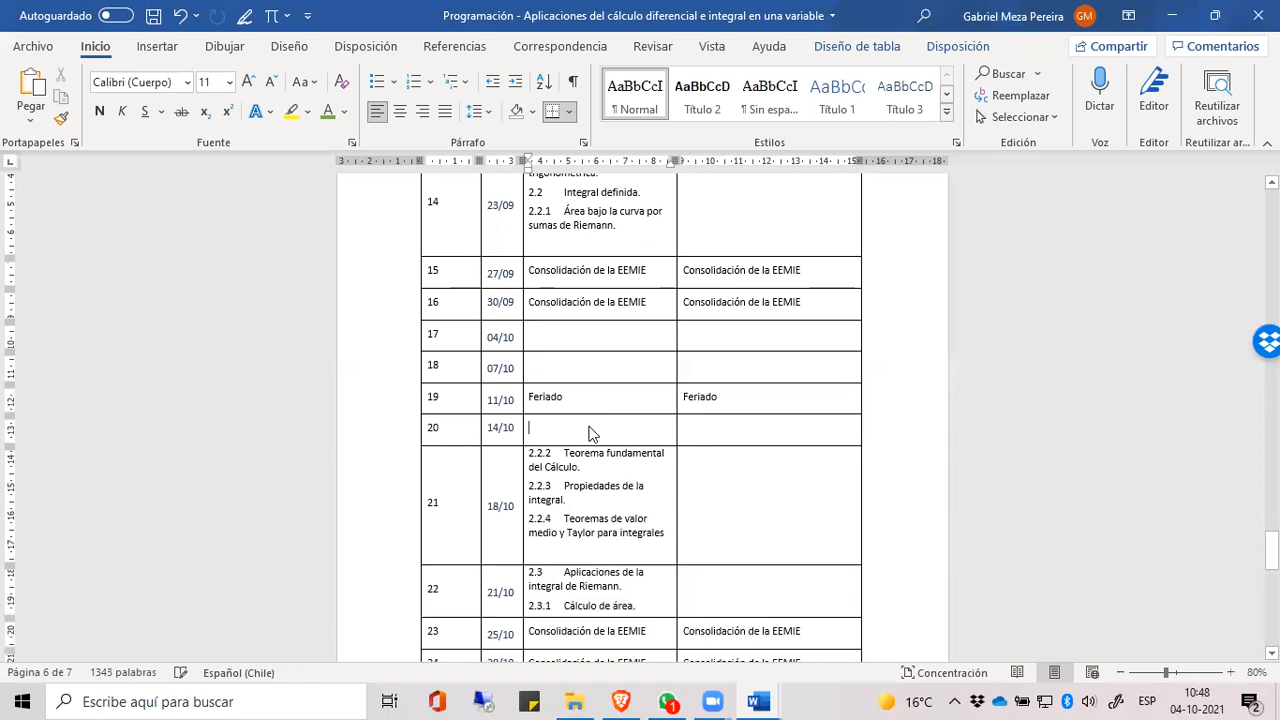 Autoguardado
Programación - Aplicaciones del cálculo diferencial e integral en una variable
Gabriel Meza Pereira
GM
Archivo
Inicio
Insertar
Dibujar
Diseño
Disposición
Referencias
Correspondencia
Revisar
Vista
Ayuda
Diseño de tabla
Disposición
Compartir
Comentarios
Pegar
Portapapeles
Calibri (Cuerpo)
11
Aa
N K S ab x₂ x²
Fuente
Párrafo
AaBbCcI
¶ Normal
AaBbCcI
Título 2
AaBbCcI
¶ Sin espa...
AaBbCc
Título 1
AaBbCcD
Título 3
Estilos
Buscar
Reemplazar
Seleccionar
Edición
Dictar
Voz
Editor
Editor
Reutilizar
archivos
Reutilizar ar...
trigonométrica.
14
23/09
2.2 Integral definida.
2.2.1 Área bajo la curva por
sumas de Riemann.
15
27/09
Consolidación de la EEMIE
Consolidación de la EEMIE
16
30/09
Consolidación de la EEMIE
Consolidación de la EEMIE
17
04/10
18
07/10
19
11/10
Feriado
Feriado
20
14/10
21
18/10
2.2.2 Teorema fundamental
del Cálculo.
2.2.3 Propiedades de la
integral.
2.2.4 Teoremas de valor
medio y Taylor para integrales
22
21/10
2.3 Aplicaciones de la
integral de Riemann.
2.3.1 Cálculo de área.
23
25/10
Consolidación de la EEMIE
Consolidación de la EEMIE
Página 6 de 7
1343 palabras
Español (Chile)
Concentración
80%
Escribe aquí para buscar
16°C
ESP
10:48
04-10-2021
2